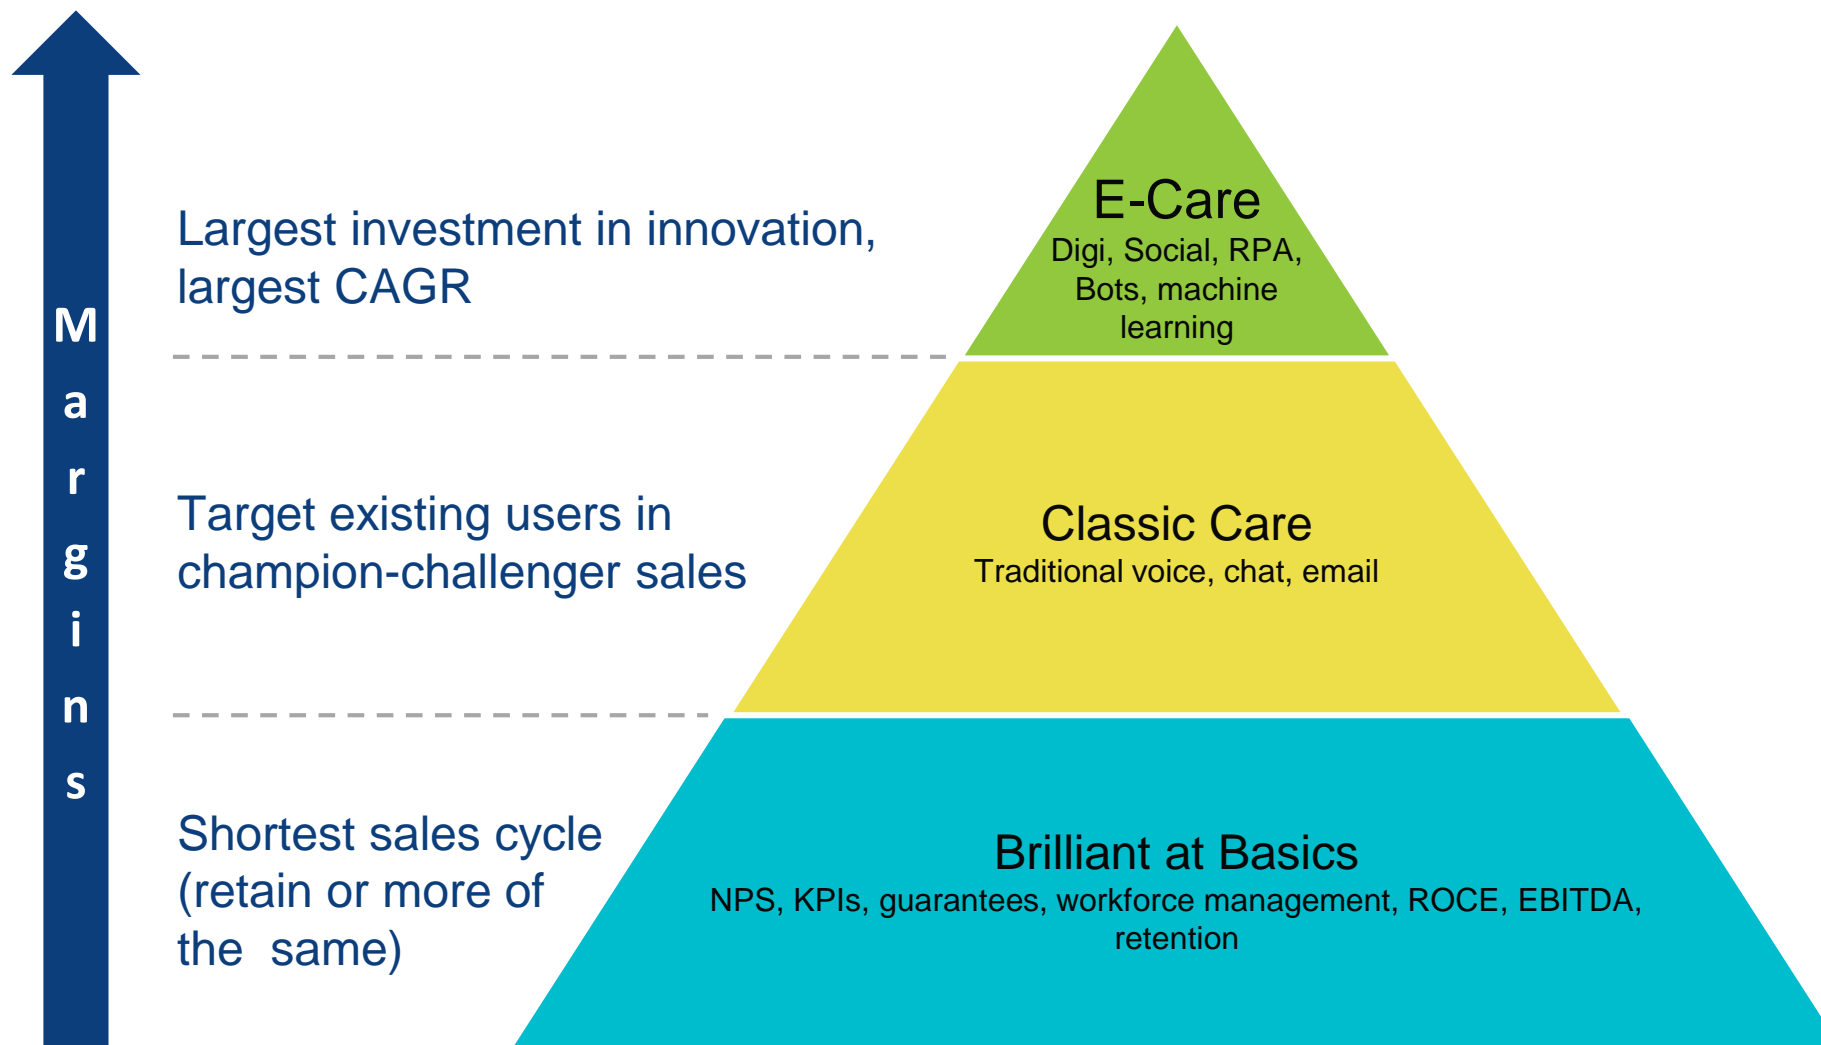 Margins
Largest investment in innovation,
largest CAGR
E-Care
Digi, Social, RPA,
Bots, machine
learning
Target existing users in
champion-challenger sales
Classic Care
Traditional voice, chat, email
Shortest sales cycle
(retain or more of
the  same)
Brilliant at Basics
NPS, KPIs, guarantees, workforce management, ROCE, EBITDA,
retention